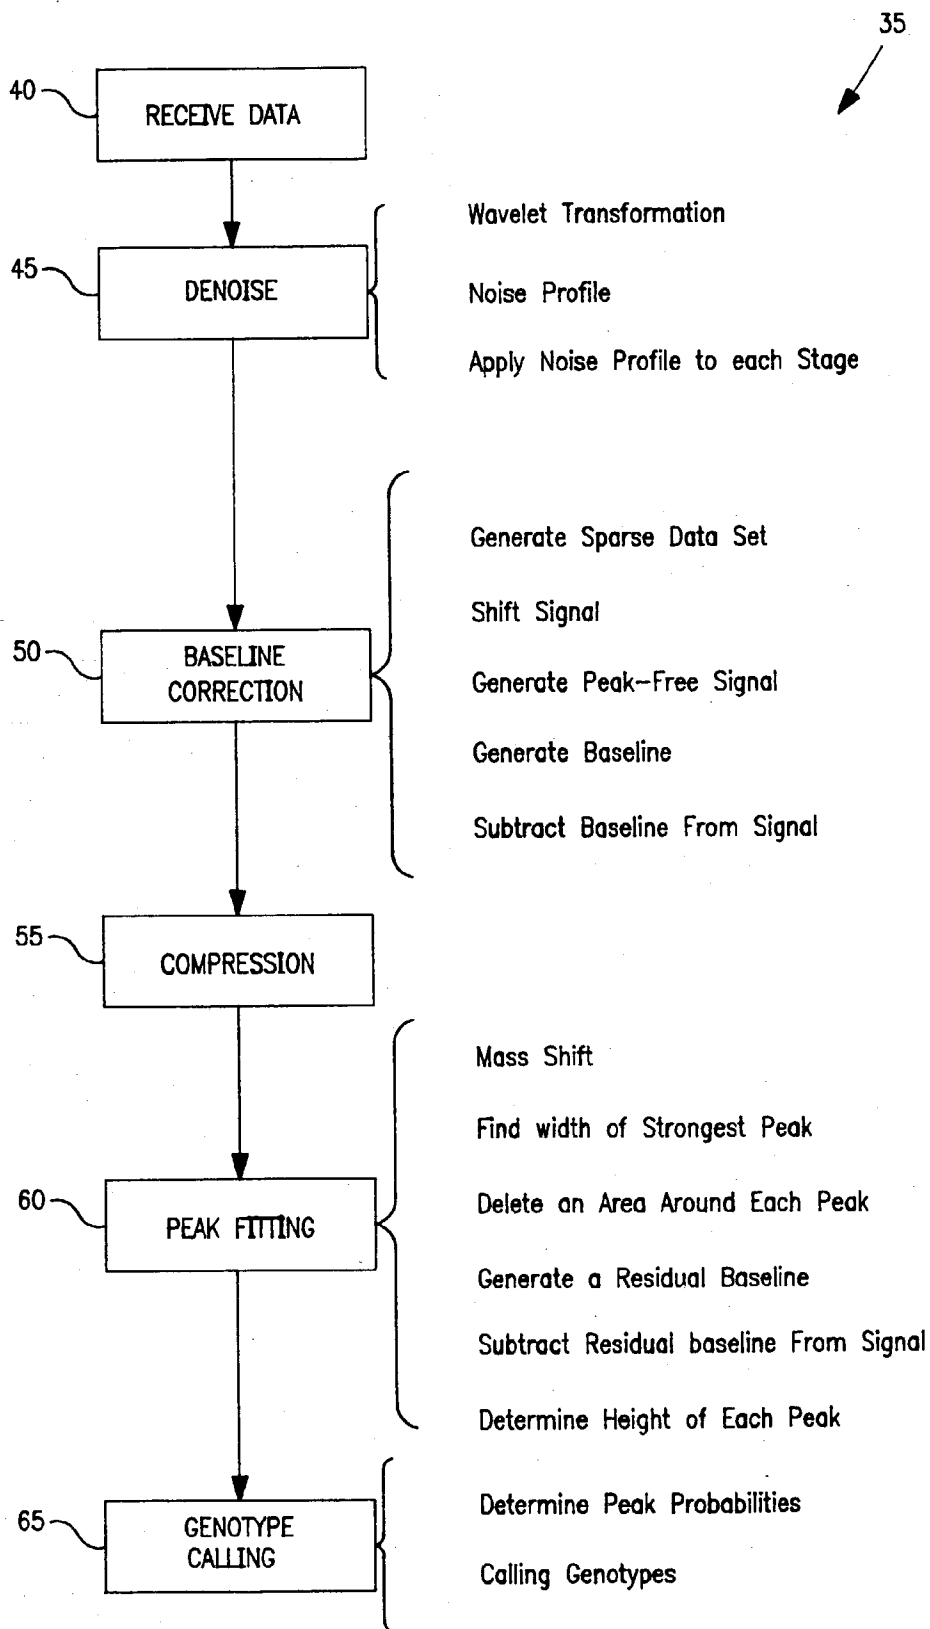 35
40
RECEIVE DATA
Wavelet Transformation
45
DENOISE
Noise Profile
Apply Noise Profile to each Stage
Generate Sparse Data Set
Shift Signal
50
BASELINE
CORRECTION
Generate Peak-Free Signal
Generate Baseline
Subtract Baseline From Signal
55
COMPRESSION
Mass Shift
Find width of Strongest Peak
60
PEAK FITTING
Delete an Area Around Each Peak
Generate a Residual Baseline
Subtract Residual baseline From Signal
Determine Height of Each Peak
65
GENOTYPE
CALLING
Determine Peak Probabilities
Calling Genotypes